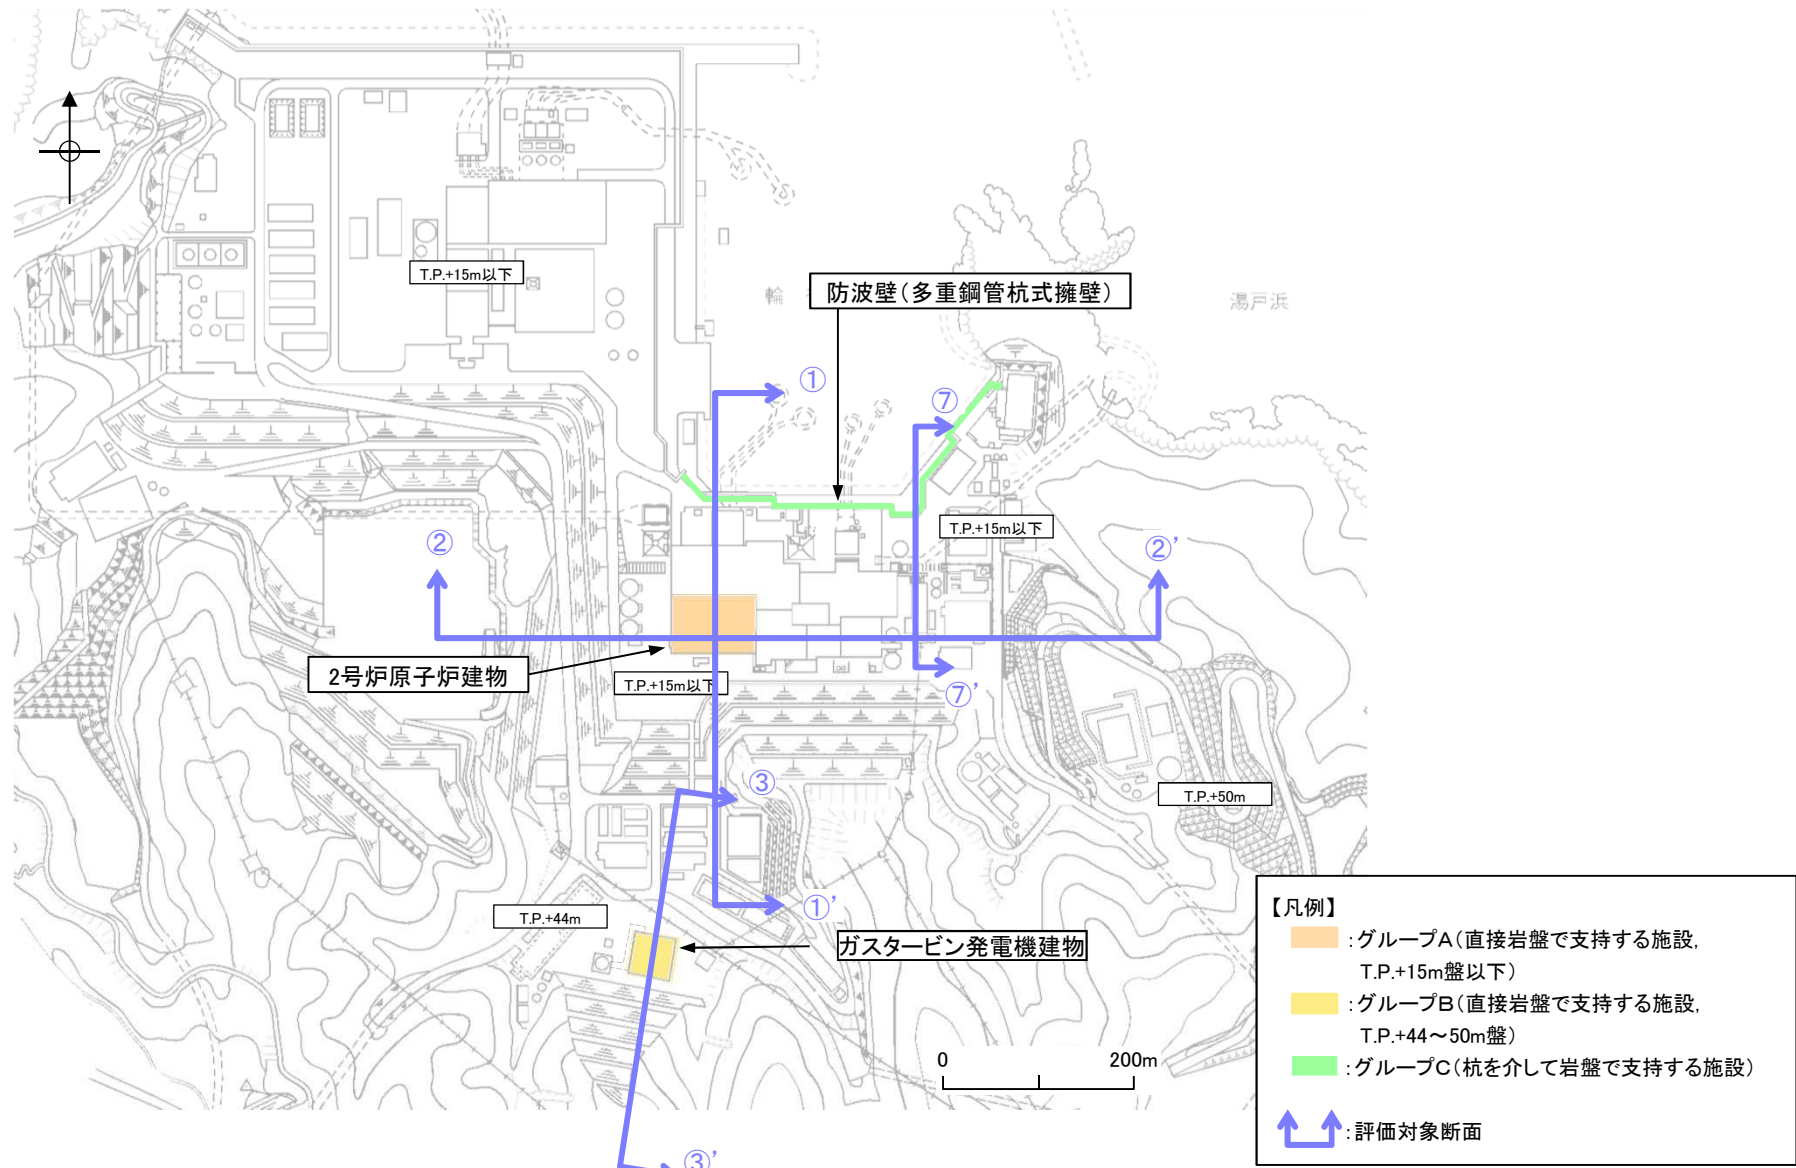 T.P.+15m以下
輪
防波壁(多重鋼管杭式擁壁)
湯戸浜
①
⑦
②
T.P.+15m以下
②’
2号炉原子炉建物
T.P.+15m以下
⑦’
③
T.P.+50m
①’
T.P.+44m
ガスタービン発電機建物
0 200m
③’
【凡例】
:グループA(直接岩盤で支持する施設,
T.P.+15m盤以下)
:グループB(直接岩盤で支持する施設,
T.P.+44~50m盤)
:グループC(杭を介して岩盤で支持する施設)
:評価対象断面